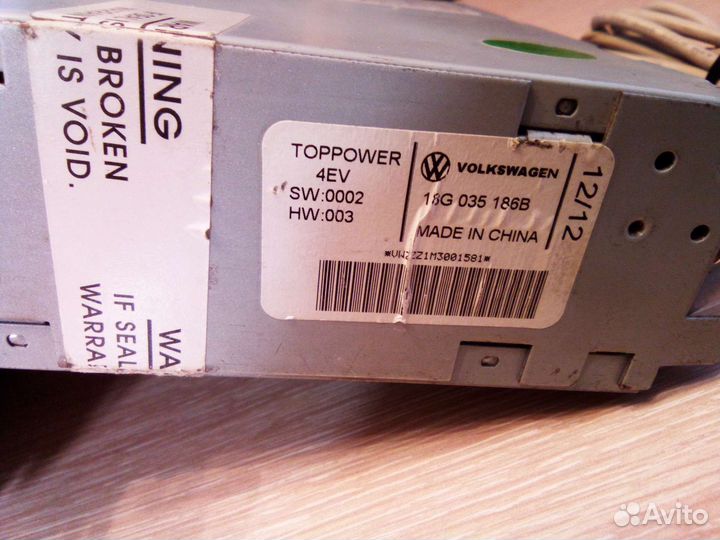 NING
BROKEN
Y IS VOID.
WA
IF SEAL
WARRA
TOPPOWER
4EV
SW:0002
HW:003
VOLKSWAGEN
18G 035 186B
MADE IN CHINA
12/12
Avito